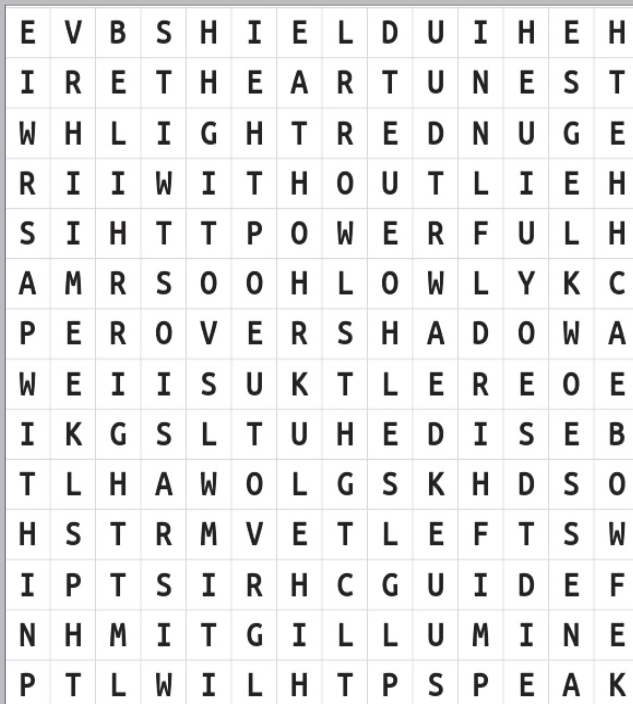 E V B S H I E L D U I H E H
I R E T H E A R T U N E S T
W H L I G H T R E D N U G E
R I I W I T H O U T L I E H
S I H T T P O W E R F U L H
A M R S O O H L O W L Y K C
P E R O V E R S H A D O W A
W E I I S U K T L E R E O E
I K G S L T U H E D I S E B
T L H A W O L G S K H D S O
H S T R M V E T L E F T S W
I P T S I R H C G U I D E F
N H M I T G I L L U M I N E
P T L W I L H T P S P E A K